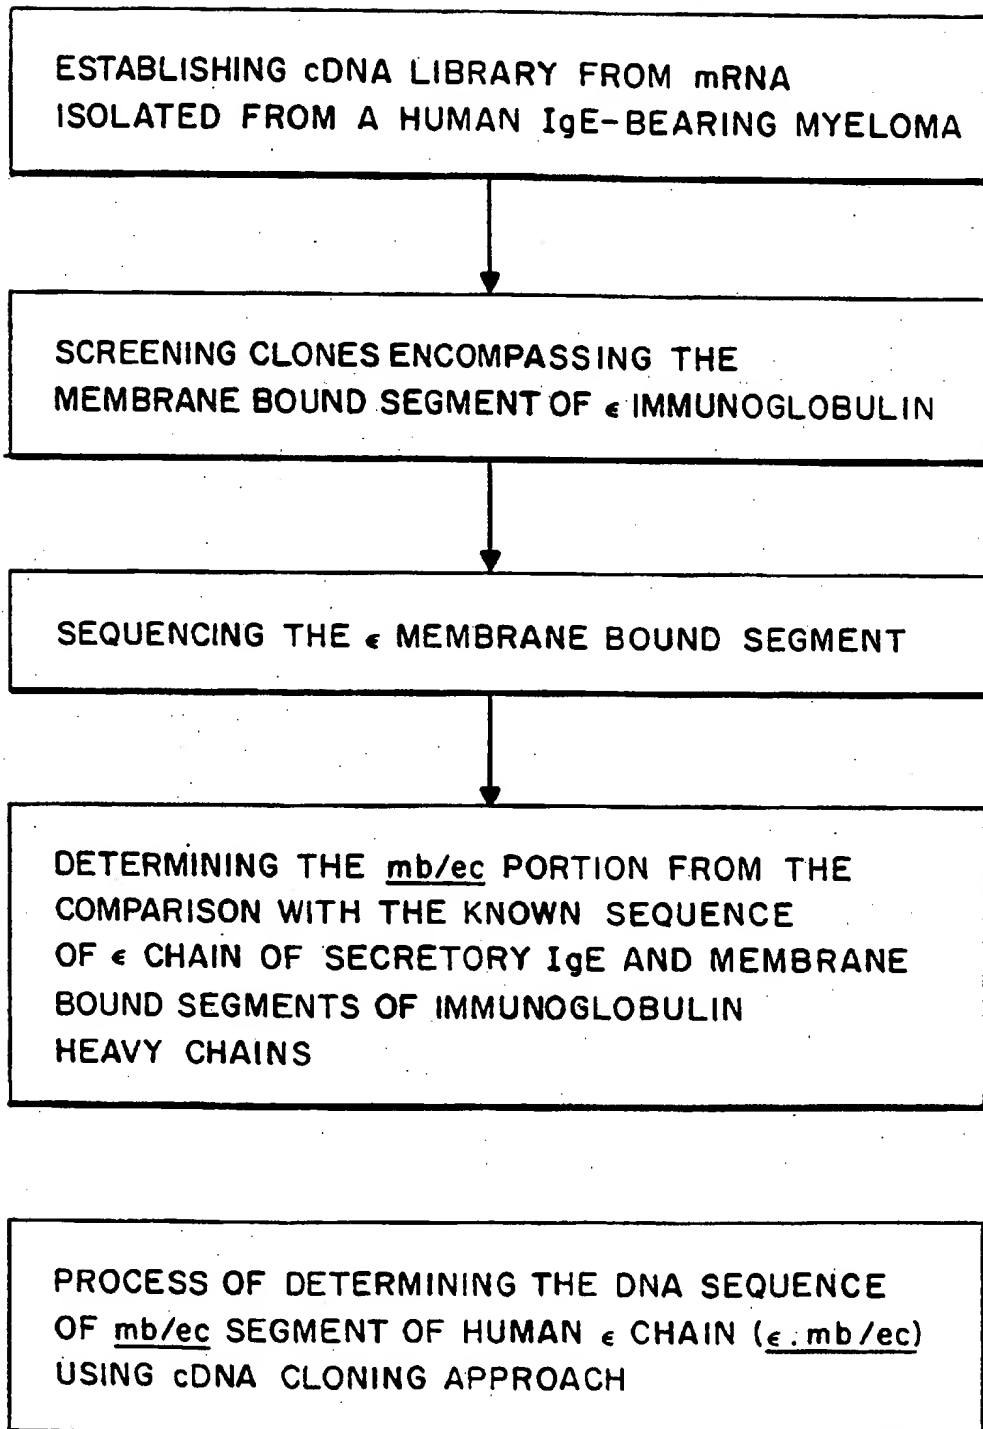 ESTABLISHING cDNA LIBRARY FROM mRNA
ISOLATED FROM A HUMAN IgE-BEARING MYELOMA
SCREENING CLONES ENCOMPASSING THE
MEMBRANE BOUND SEGMENT OF ϵ IMMUNOGLOBULIN
SEQUENCING THE ϵ MEMBRANE BOUND SEGMENT
DETERMINING THE mb/ec PORTION FROM THE
COMPARISON WITH THE KNOWN SEQUENCE
OF ϵ CHAIN OF SECRETORY IgE AND MEMBRANE
BOUND SEGMENTS OF IMMUNOGLOBULIN
HEAVY CHAINS
PROCESS OF DETERMINING THE DNA SEQUENCE
OF mb/ec SEGMENT OF HUMAN ϵ CHAIN (ϵ.mb/ec)
USING cDNA CLONING APPROACH